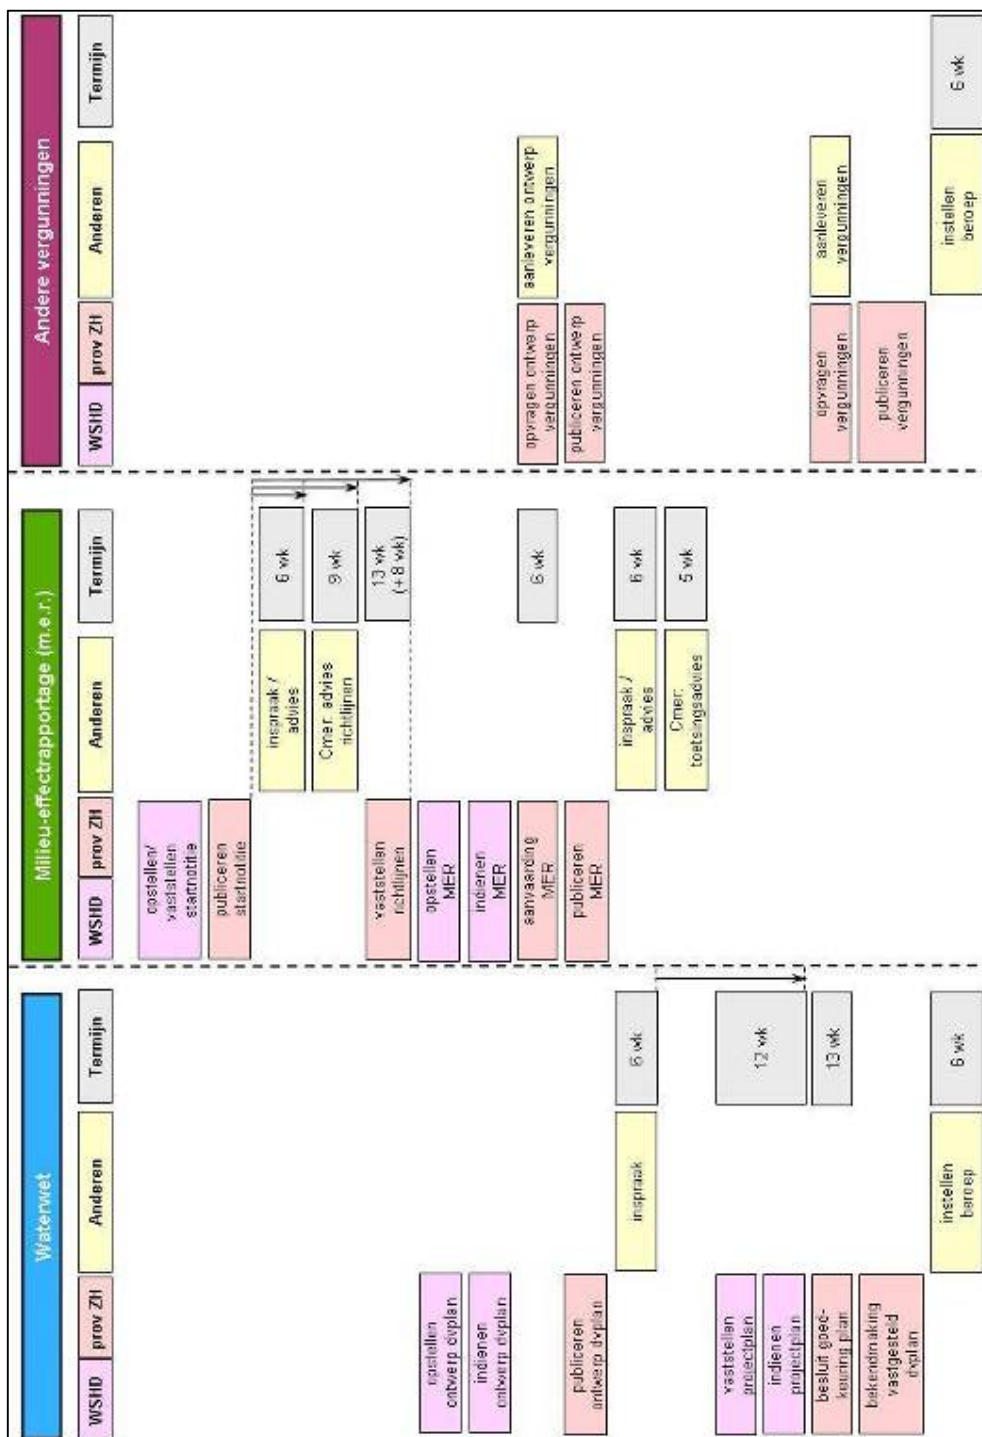 Waterwet
Milieu-effectrapportage (m.e.r.)
Andere vergunningen
WSHD
prov ZH
Anderen
Termijn
WSHD
prov ZH
Anderen
Termijn
WSHD
prov ZH
Anderen
Termijn
opstellen/
vaststellen
startnotitie
publiceren
startnotitie
inspraak /
advies
6 wk
Cmer. advies
richtlijnen
9 wk
vaststellen
richtlijnen
13 wk
(+ 8 wk)
opstellen
ontwerp dvplan
opstellen
MER
indienen
ontwerp dvplan
indienen
MER
aanvaarding
MER
6 wk
opvragen ontwerp
vergunningen
aanleveren ontwerp
vergunningen
publiceren
ontwerp dvplan
publiceren
MER
publiceren ontwerp
vergunningen
inspraak
6 wk
inspraak /
advies
6 wk
Cmer.
toetsingsadvies
5 wk
vaststellen
projectplan
12 wk
indienen
projectplan
besluit goed-
keuring plan
13 wk
opvragen
vergunningen
aanleveren
vergunningen
bekendmaking
vastgesteld
dvplan
publiceren
vergunningen
instellen
beroep
6 wk
instellen
beroep
6 wk